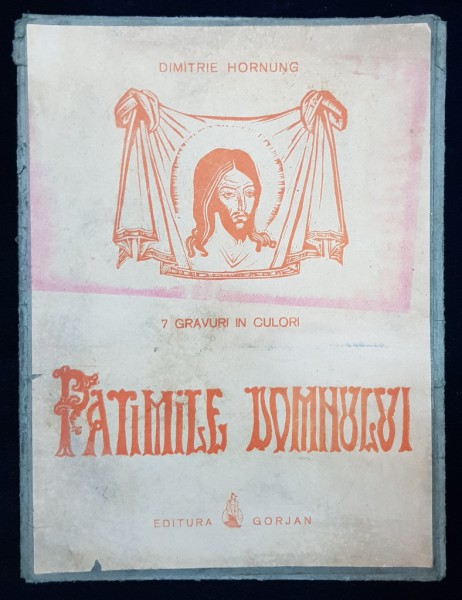 DIMITRIE HORNUNG
7 GRAVURI IN CULORI
PATIMILE DOMNULUI
EDITURA GORJAN